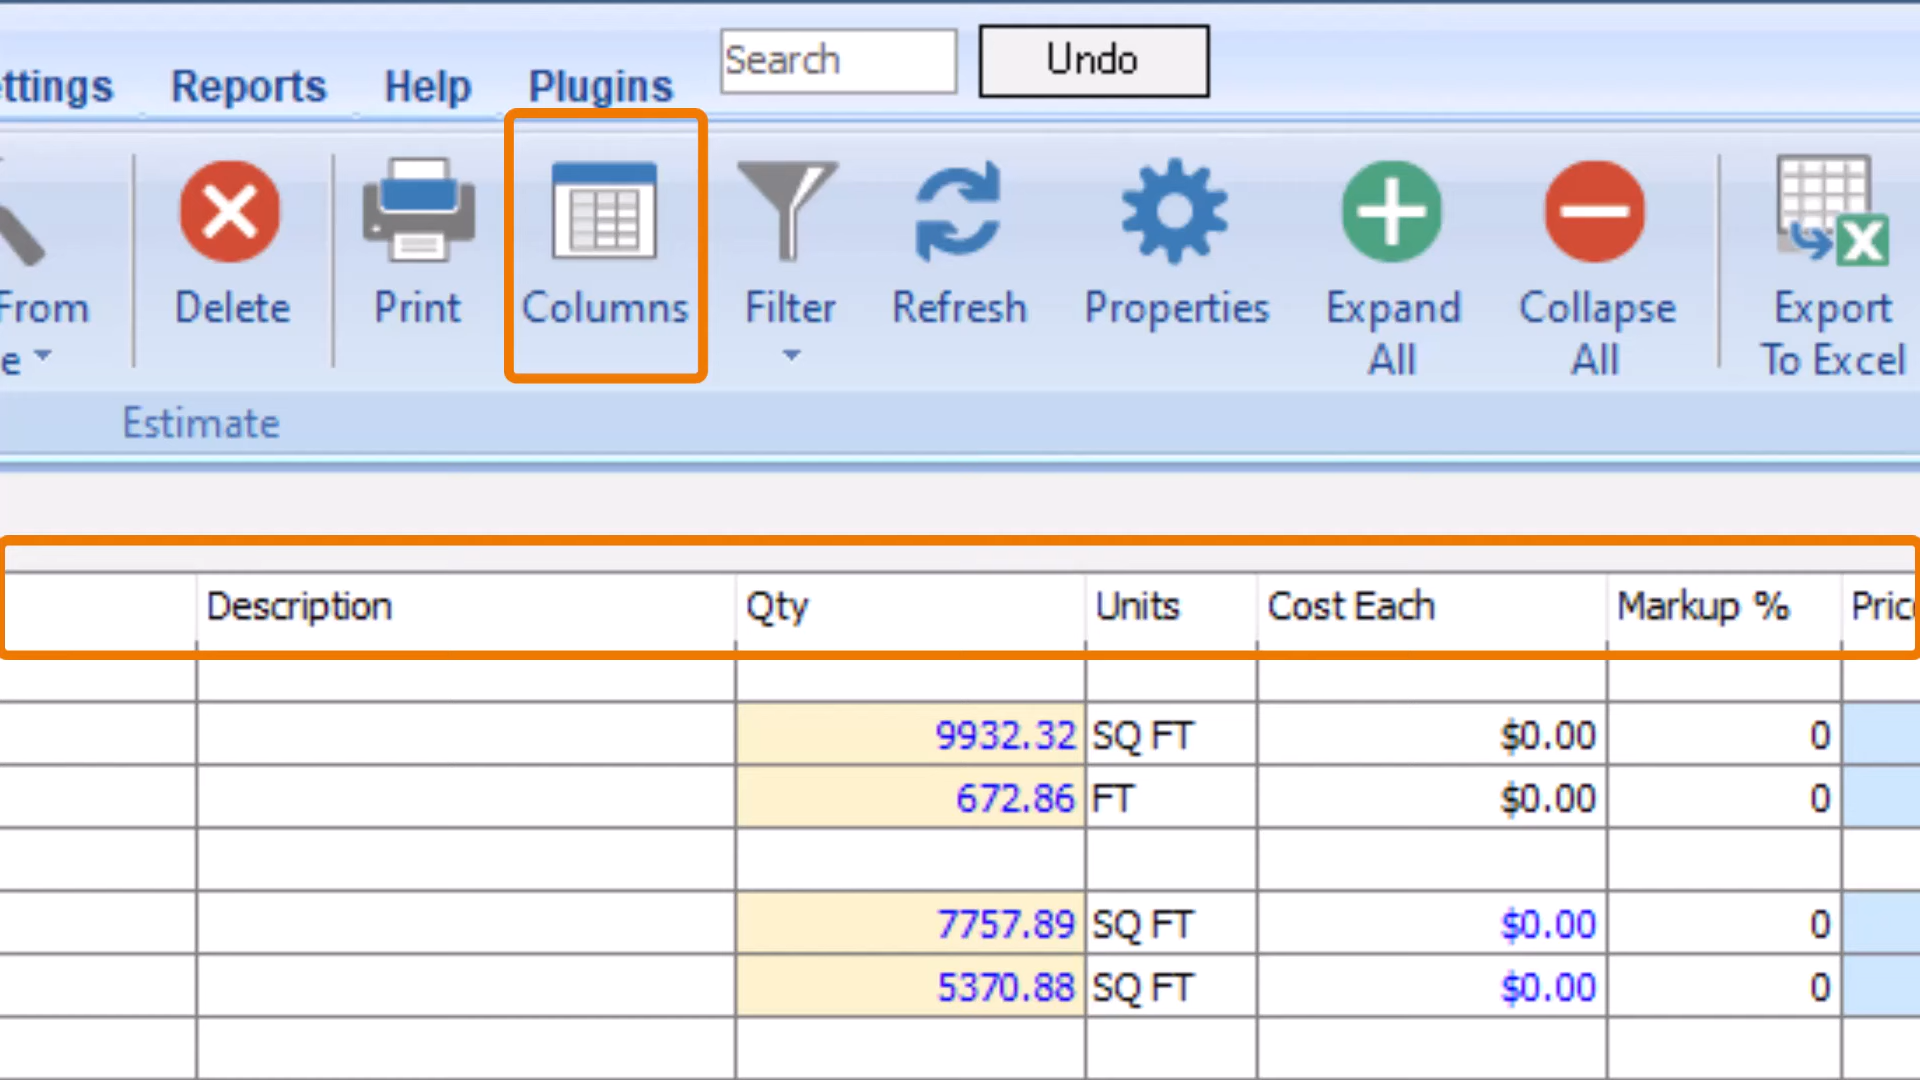 ttings Reports Help Plugins Search Undo
From Delete Print Columns Filter Refresh Properties Expand Collapse Export
e All All To Excel
Estimate
Description Qty Units Cost Each Markup % Pric
9932.32 SQ FT $0.00 0
672.86 FT $0.00 0
7757.89 SQ FT $0.00 0
5370.88 SQ FT $0.00 0